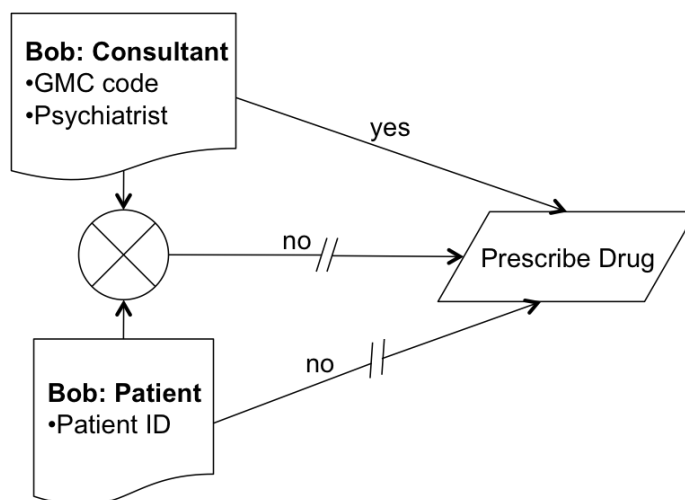 Bob: Consultant
•GMC code
•Psychiatrist
yes
no
Prescribe Drug
no
Bob: Patient
•Patient ID